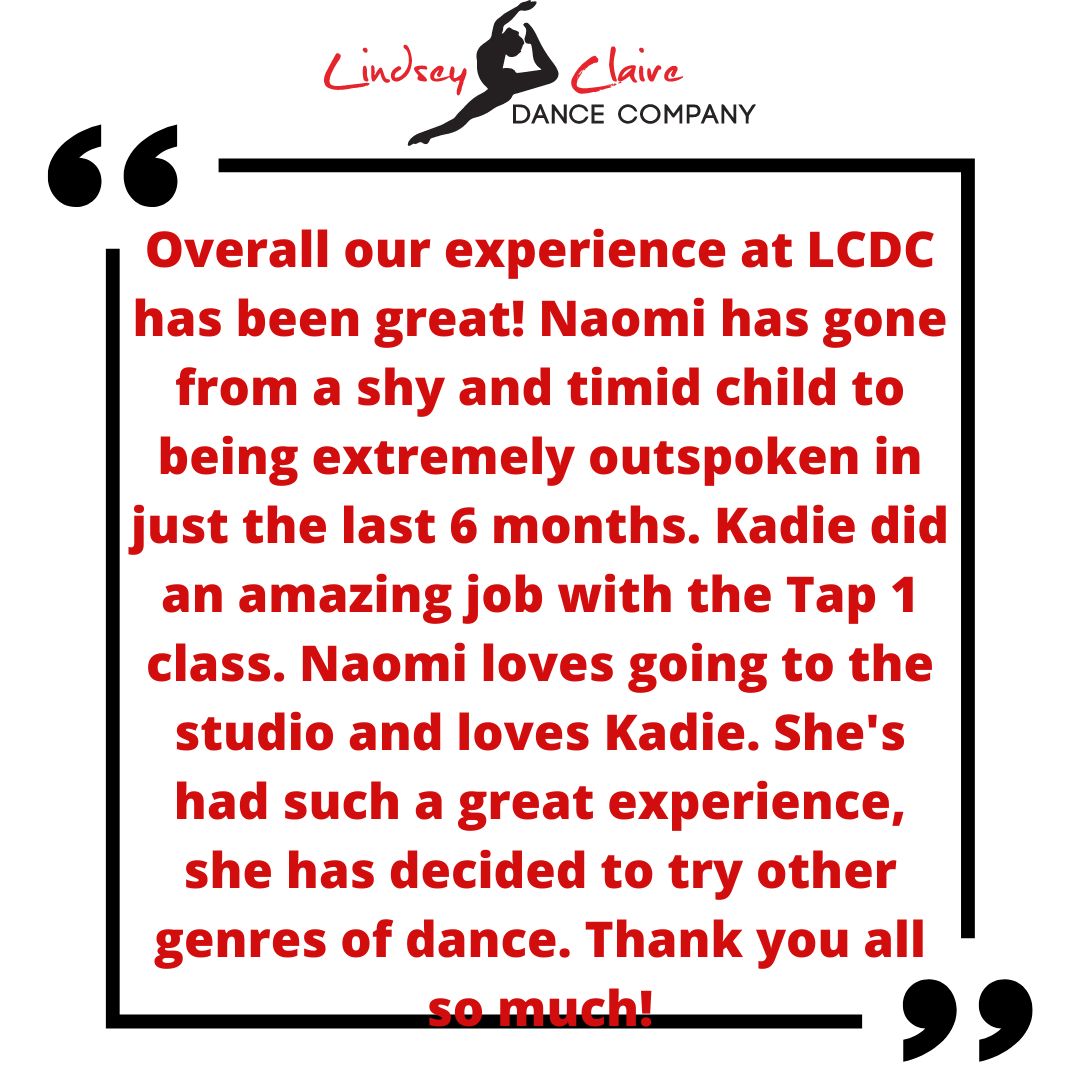 Lindsey Claire
DANCE COMPANY
“
Overall our experience at LCDC
has been great! Naomi has gone
from a shy and timid child to
being extremely outspoken in
just the last 6 months. Kadie did
an amazing job with the Tap 1
class. Naomi loves going to the
studio and loves Kadie. She's
had such a great experience,
she has decided to try other
genres of dance. Thank you all
so much!
”